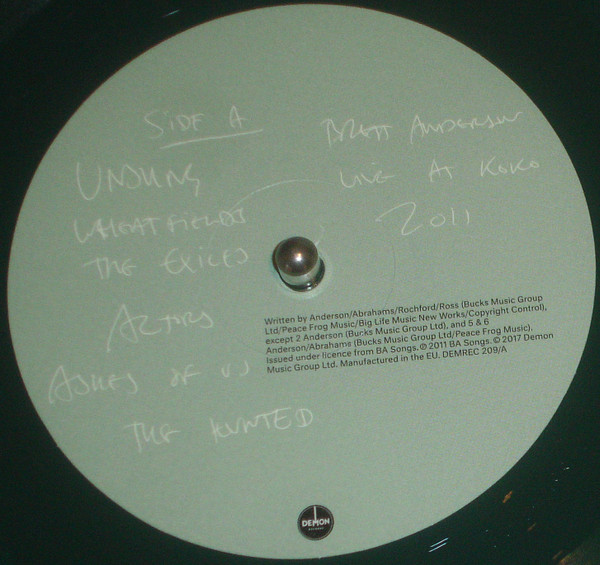 SIDE A
UNSUNG
WHEATFIELDS
THE EXILES
ACTORS
ASHES OF US
THE HUNTED
BRETT ANDERSON
LIVE AT KOKO
2011
Written by Anderson/Abrahams/Rochford/Ross (Bucks Music Group
Ltd/Peace Frog Music/Big Life Music New Works/Copyright Control),
except 2 Anderson (Bucks Music Group Ltd), and 5 & 6
Anderson/Abrahams (Bucks Music Group Ltd/Peace Frog Music).
Issued under licence from BA Songs. ℗ 2011 BA Songs. © 2017 Demon
Music Group Ltd. Manufactured in the EU. DEMREC 209/A
DEMON